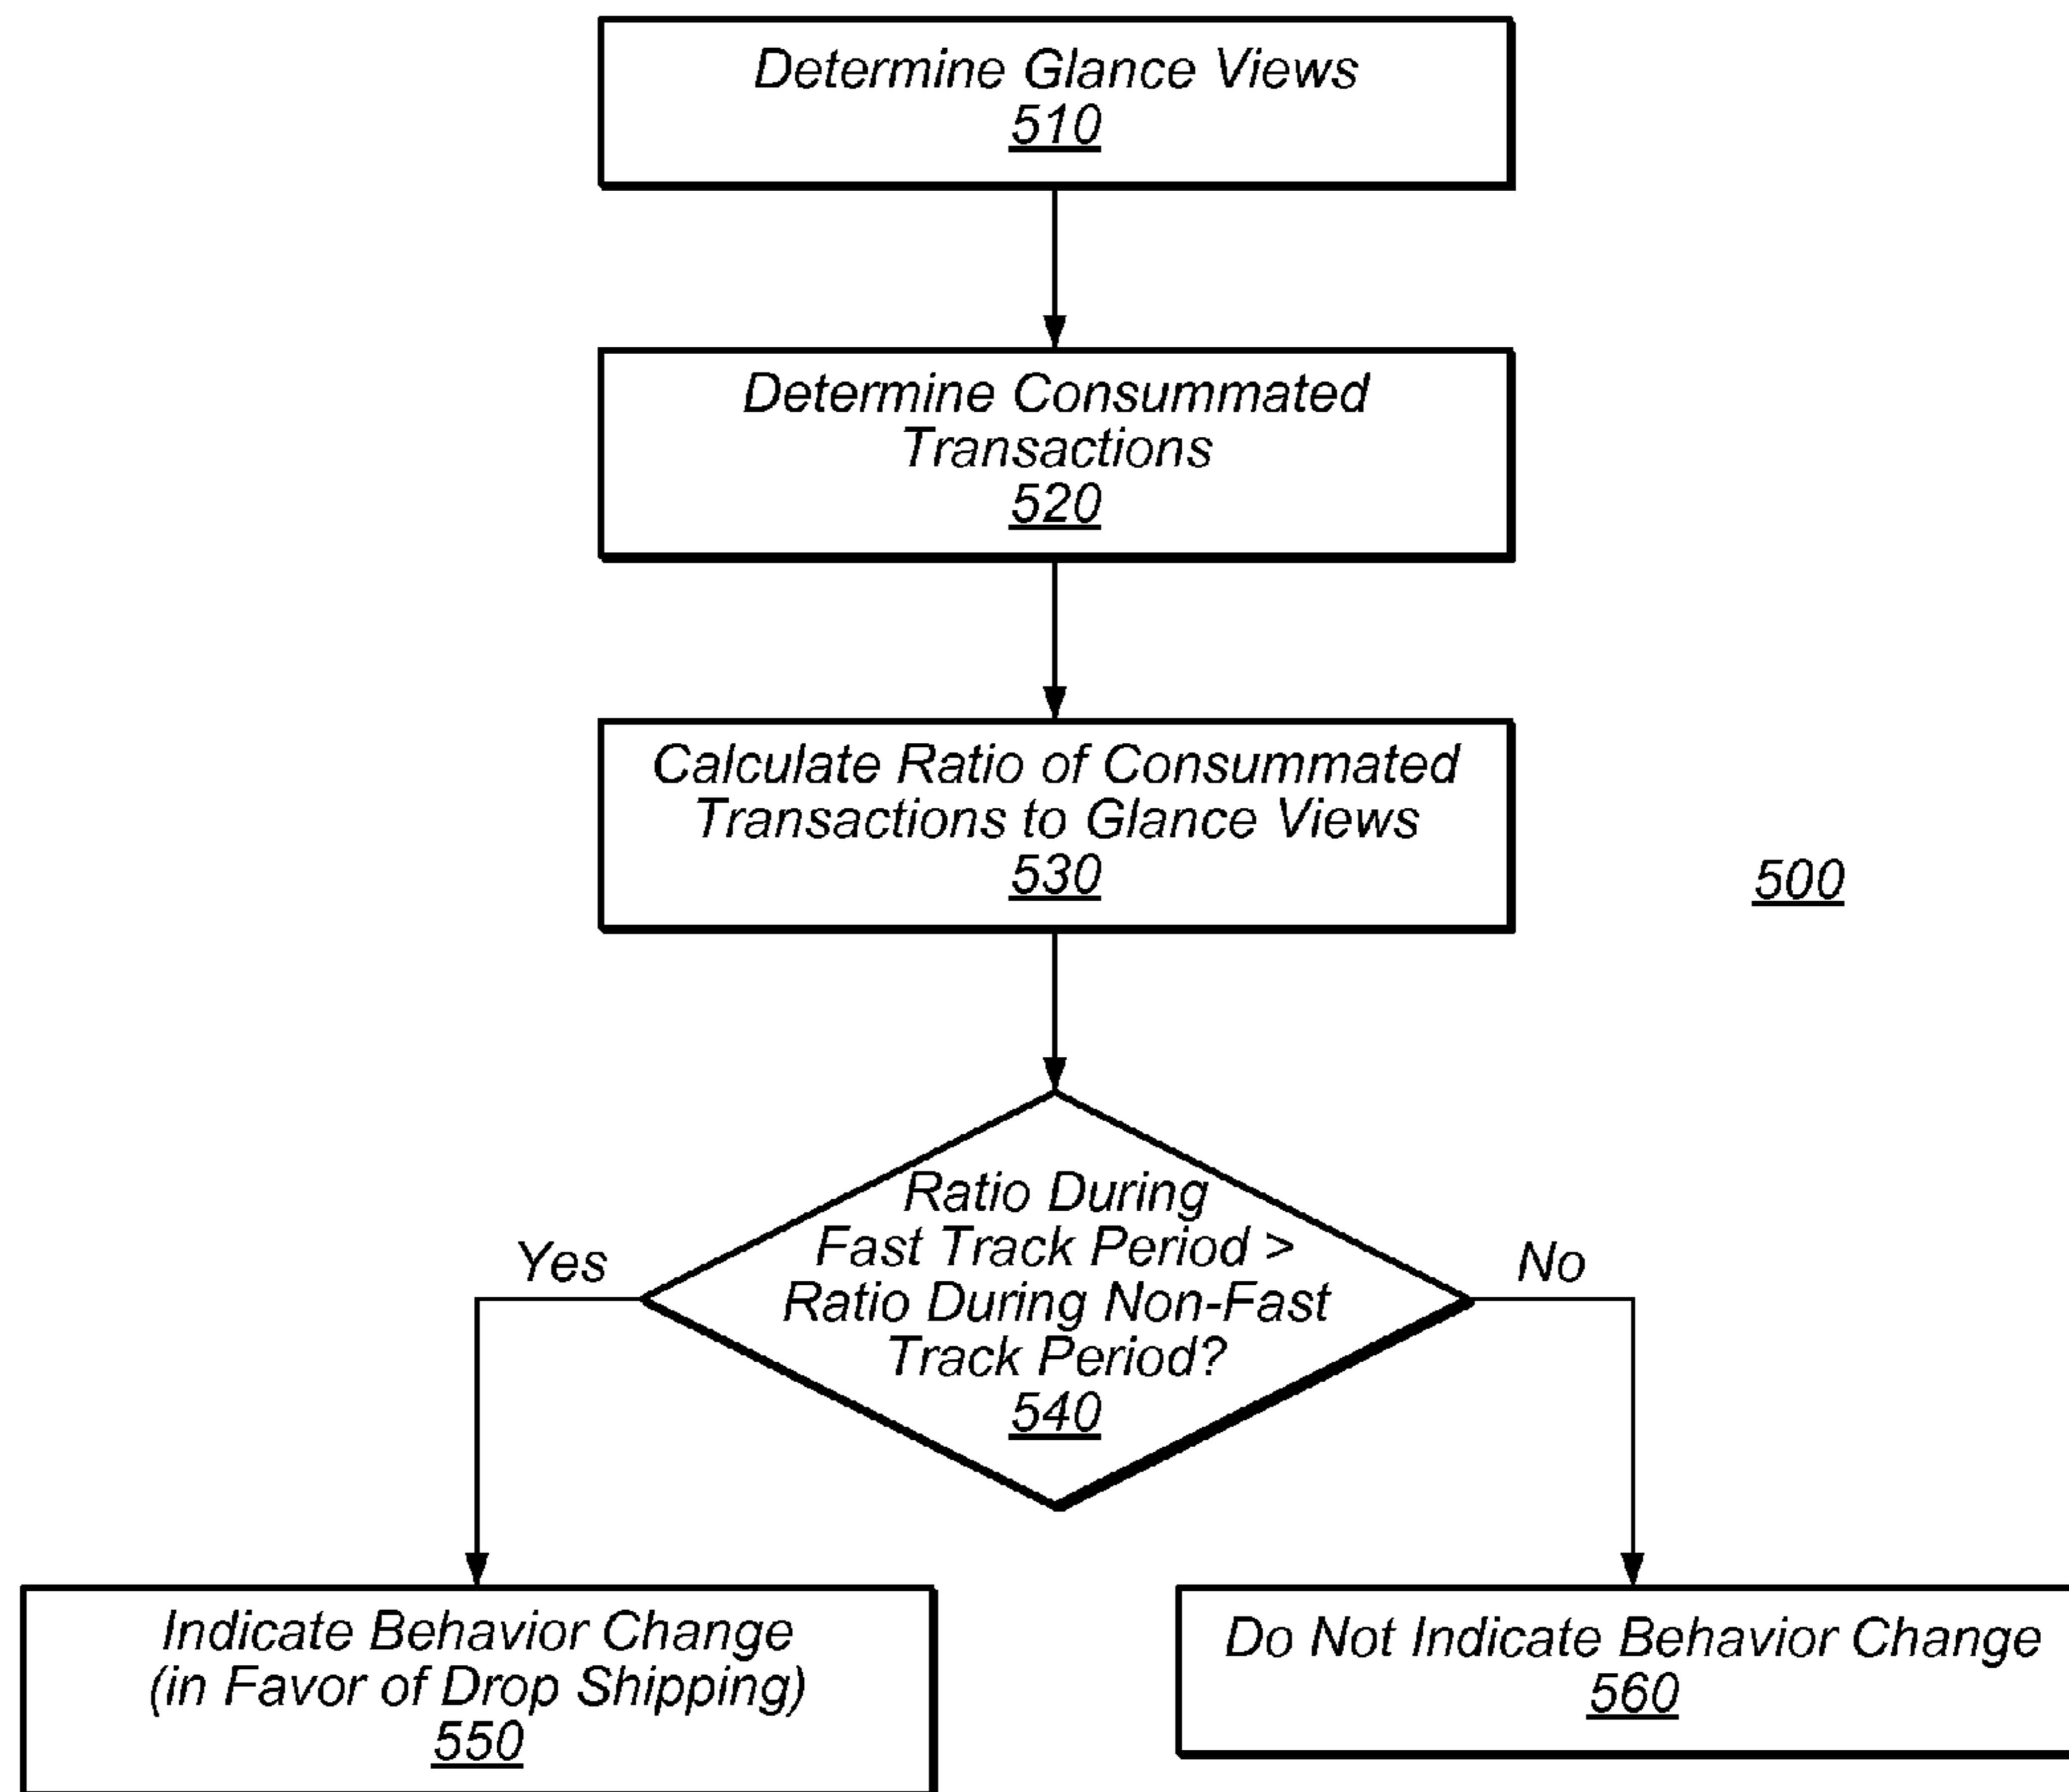 Determine Glance Views
510
Determine Consummated
Transactions
520
Calculate Ratio of Consummated
Transactions to Glance Views
530
500
Ratio During
Fast Track Period >
Ratio During Non-Fast
Track Period?
540
Yes
No
Indicate Behavior Change
(in Favor of Drop Shipping)
550
Do Not Indicate Behavior Change
560